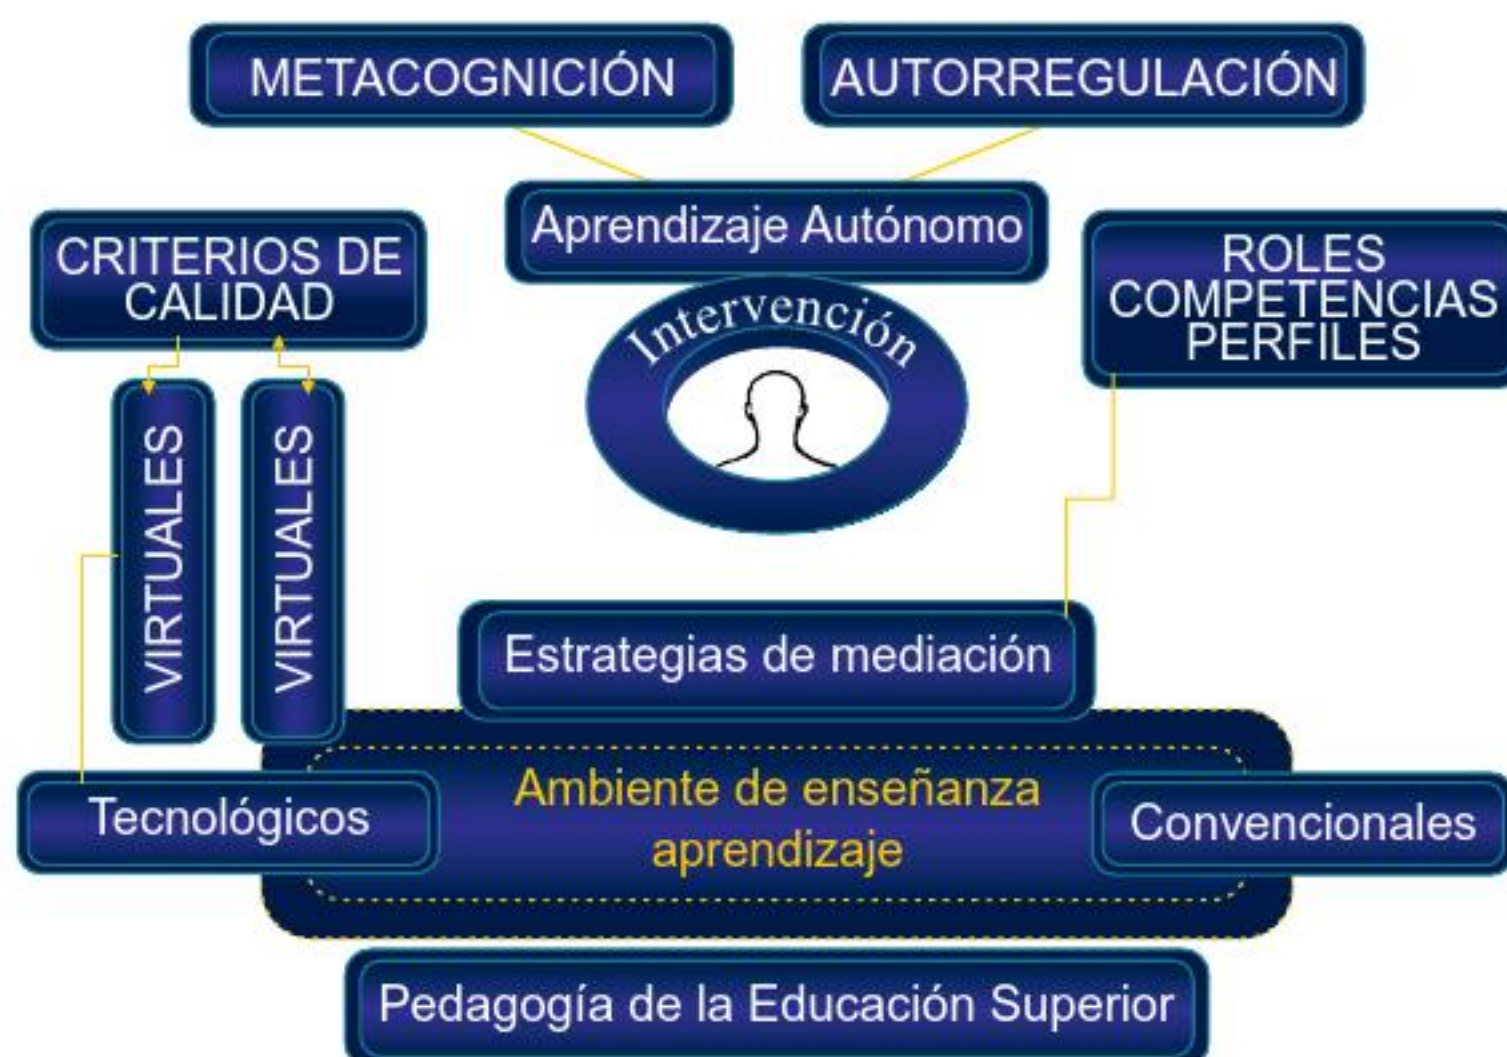 METACOGNICIÓN
AUTORREGULACIÓN
Aprendizaje Autónomo
CRITERIOS DE
CALIDAD
ROLES
COMPETENCIAS
PERFILES
Intervención
VIRTUALES
VIRTUALES
Estrategias de mediación
Ambiente de enseñanza
aprendizaje
Tecnológicos
Convencionales
Pedagogía de la Educación Superior